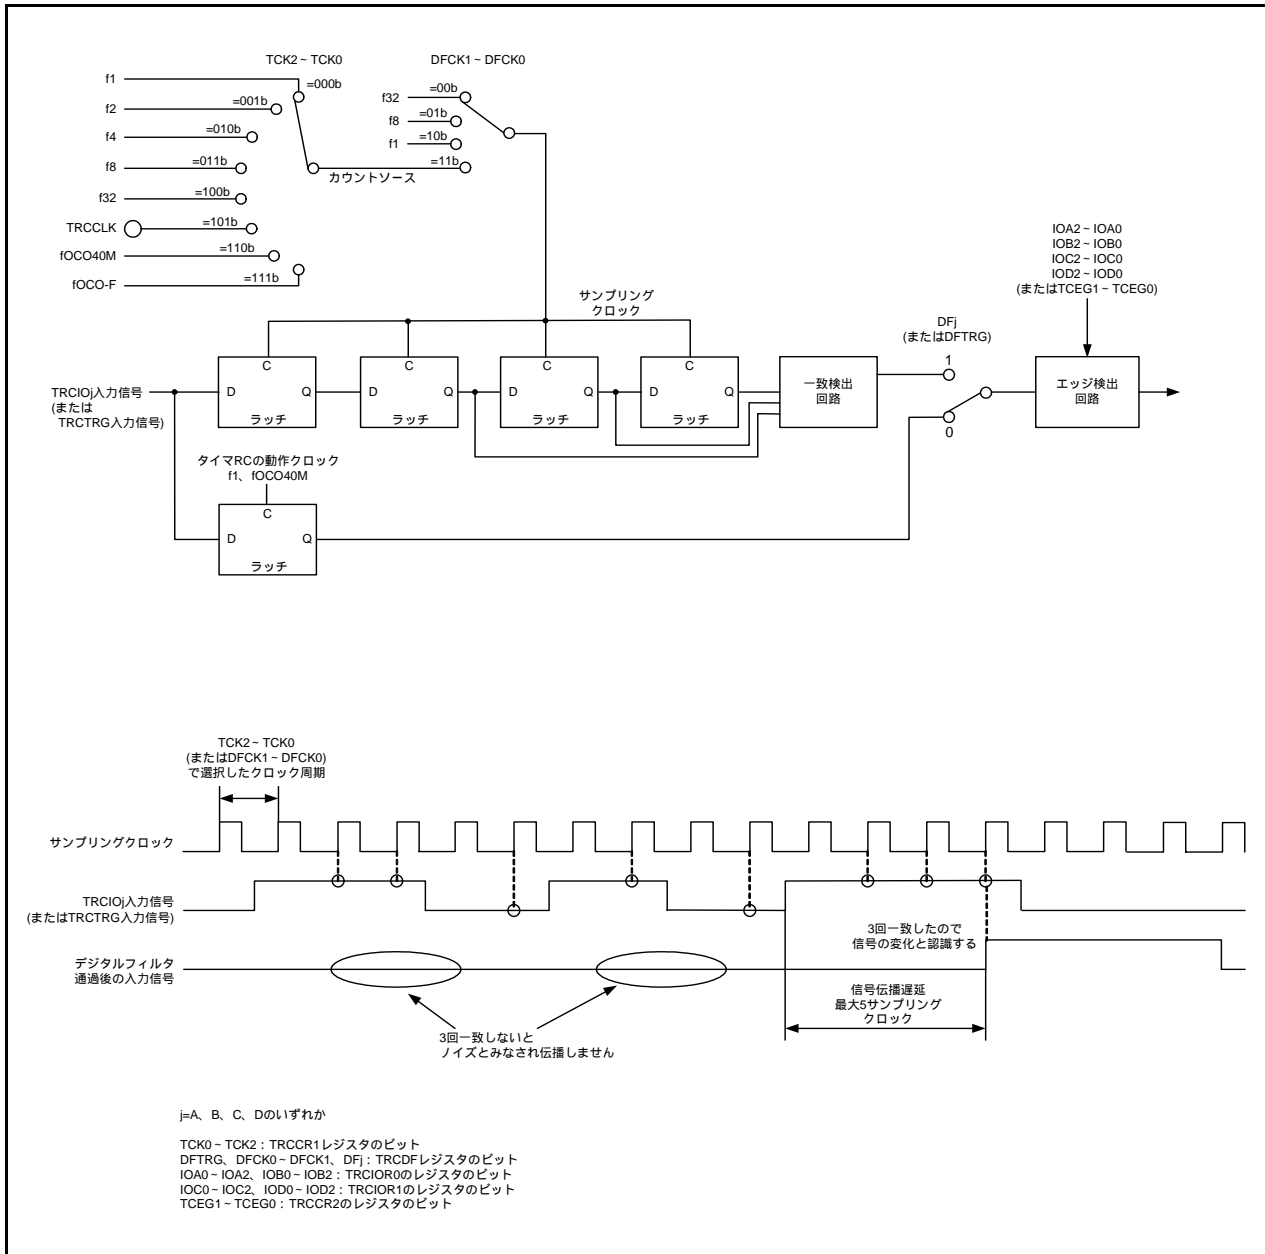 TCK2~TCK0
DFCK1~DFCK0
f1
=000b
f2
=001b
f4
=010b
f8
=011b
f32
=100b
TRCCLK
=101b
fOCO40M
=110b
fOCO-F
=111b
カウントソース
f32
=00b
f8
=01b
f1
=10b
=11b
IOA2~IOA0
IOB2~IOB0
IOC2~IOC0
IOD2~IOD0
(またはTCEG1~TCEG0)
サンプリング
クロック
DFj
(またはDFTRG)
TRCIOj入力信号
(または
TRCTRG入力信号)
C
D
Q
ラッチ
C
D
Q
ラッチ
C
D
Q
ラッチ
C
D
Q
ラッチ
一致検出
回路
1
0
エッジ検出
回路
タイマRCの動作クロック
f1、fOCO40M
C
D
Q
ラッチ
TCK2~TCK0
(またはDFCK1~DFCK0)
で選択したクロック周期
サンプリングクロック
TRCIOj入力信号
(またはTRCTRG入力信号)
3回一致したので
信号の変化と認識する
デジタルフィルタ
通過後の入力信号
信号伝播遅延
最大5サンプリング
クロック
3回一致しないと
ノイズとみなされ伝播しません
j=A、B、C、Dのいずれか
TCK0~TCK2:TRCCR1レジスタのビット
DFTRG、DFCK0~DFCK1、DFj:TRCDFレジスタのビット
IOA0~IOA2、IOB0~IOB2:TRCIOR0のレジスタのビット
IOC0~IOC2、IOD0~IOD2:TRCIOR1のレジスタのビット
TCEG1~TCEG0:TRCCR2のレジスタのビット